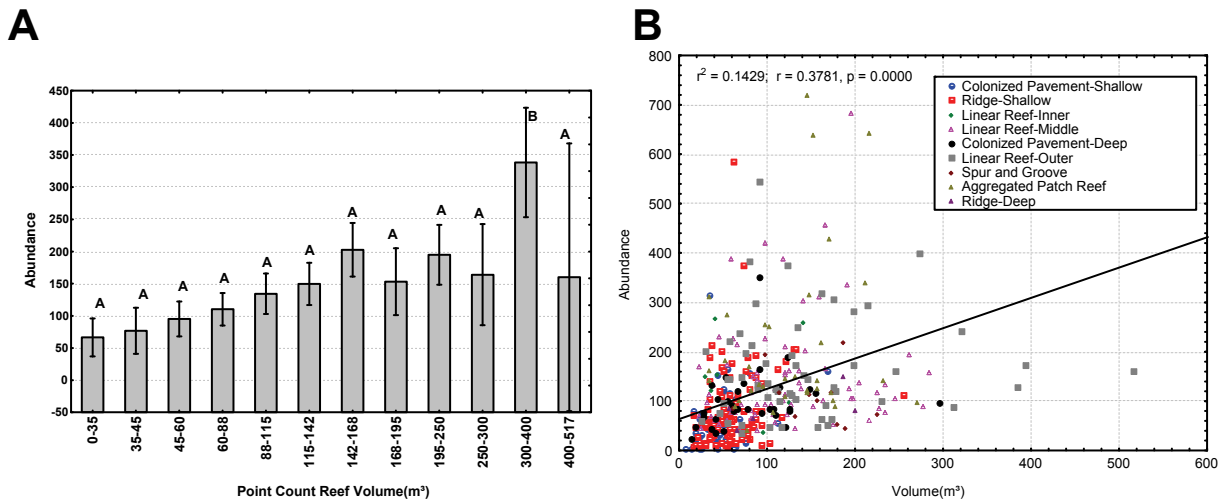 A
450
400
350
300
250
200
150
100
50
0
-50
Abundance
A
A
A
A
A
A
A
A
A
A
B
A
0-35
35-45
45-60
60-88
88-115
115-142
142-168
168-195
195-250
250-300
300-400
400-517
Point Count Reef Volume(m³)
B
800
700
600
500
400
300
200
100
0
Abundance
r² = 0.1429; r = 0.3781, p = 0.0000
Colonized Pavement-Shallow
Ridge-Shallow
Linear Reef-Inner
Linear Reef-Middle
Colonized Pavement-Deep
Linear Reef-Outer
Spur and Groove
Aggregated Patch Reef
Ridge-Deep
0
100
200
300
400
500
600
Volume(m³)